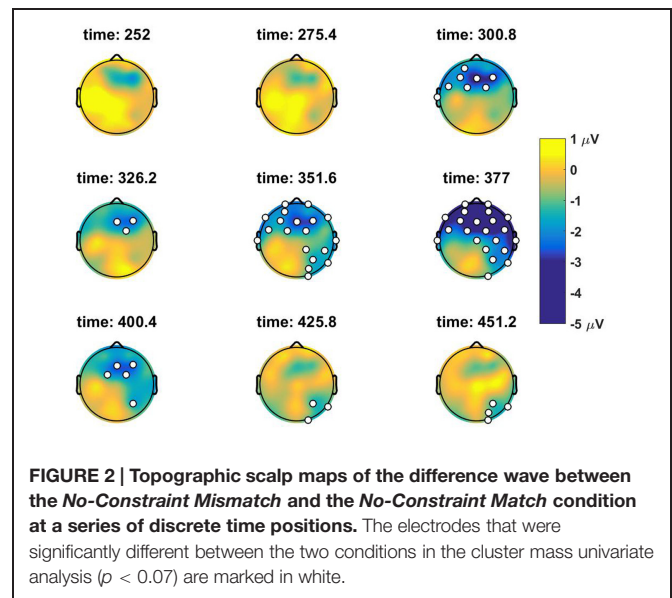 time: 252
time: 275.4
time: 300.8
time: 326.2
time: 351.6
time: 377
time: 400.4
time: 425.8
time: 451.2
1 μV
0
-1
-2
-3
-4
-5 μV
FIGURE 2 | Topographic scalp maps of the difference wave between
the No-Constraint Mismatch and the No-Constraint Match condition
at a series of discrete time positions. The electrodes that were
significantly different between the two conditions in the cluster mass univariate
analysis (p < 0.07) are marked in white.